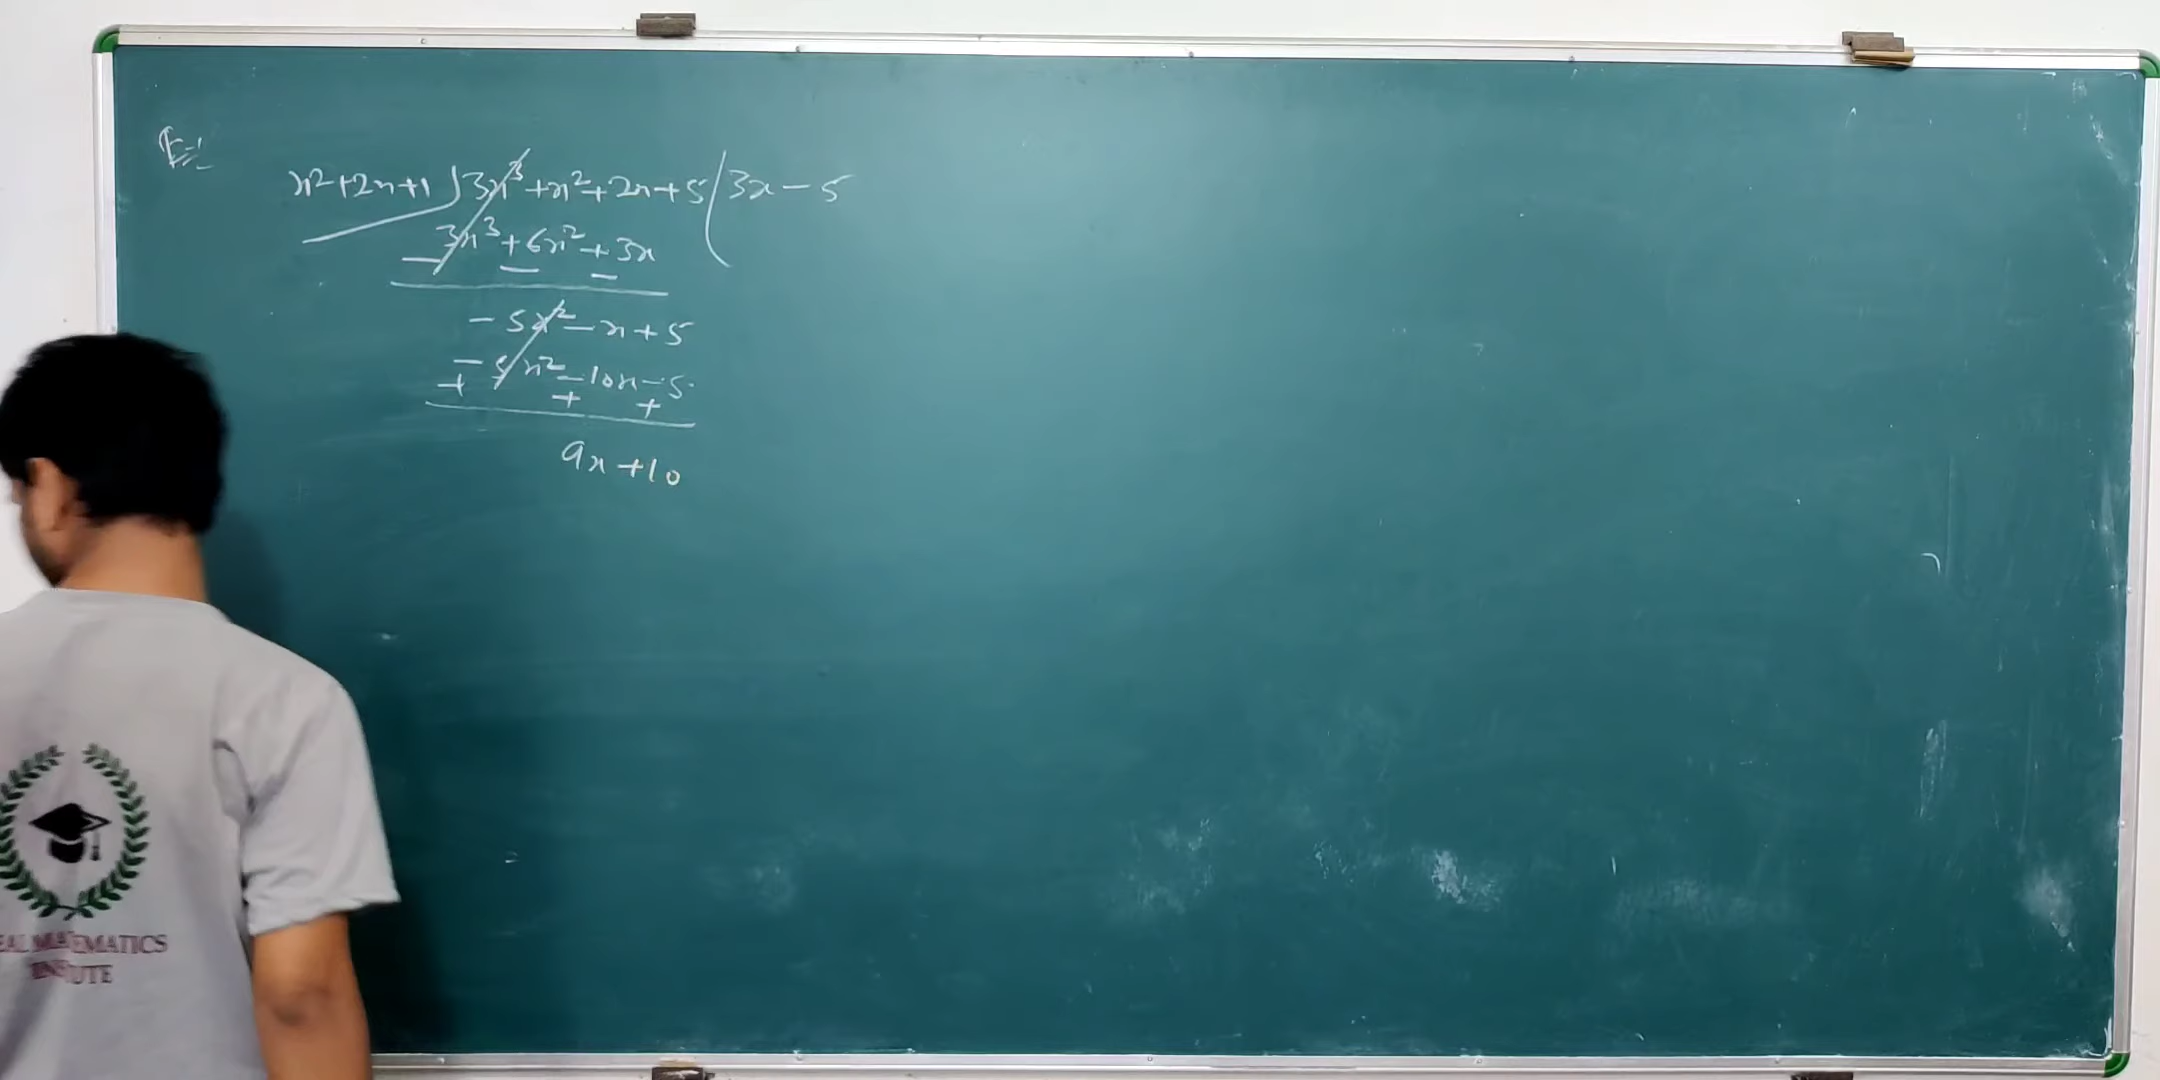 x²+2x+1 ) 3x³+x²+2x+5 ( 3x-5
3x³+6x²+3x
- - -
-5x²-x+5
-5x²-10x-5
+ + +
9x+10
INSTITUTE